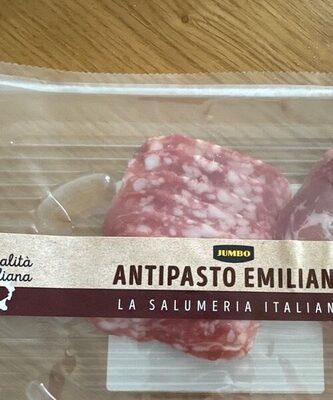 JUMBO
alità
liana
ANTIPASTO EMILIAN
LA SALUMERIA ITALIAN